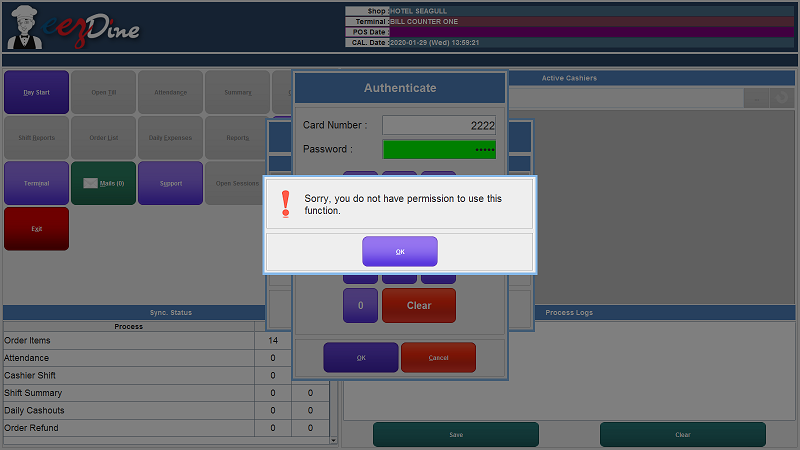 eezDine
Shop : HOTEL SEAGULL
Terminal : BILL COUNTER ONE
POS Date :
CAL. Date : 2020-01-29 (Wed) 13:59:21
Day Start
Open Till
Attendance
Summary
Shift Reports
Order List
Daily Expenses
Reports
Terminal
Mails (0)
Support
Open Sessions
Exit
Authenticate
Card Number : 2222
Password : •••••
Sorry, you do not have permission to use this
function.
OK
0
Clear
OK
Cancel
Active Cashiers
Sync. Status
Process
Order Items 14
Attendance 0
Cashier Shift 0
Shift Summary 0 0
Daily Cashouts 0 0
Order Refund 0 0
Process Logs
Save
Clear